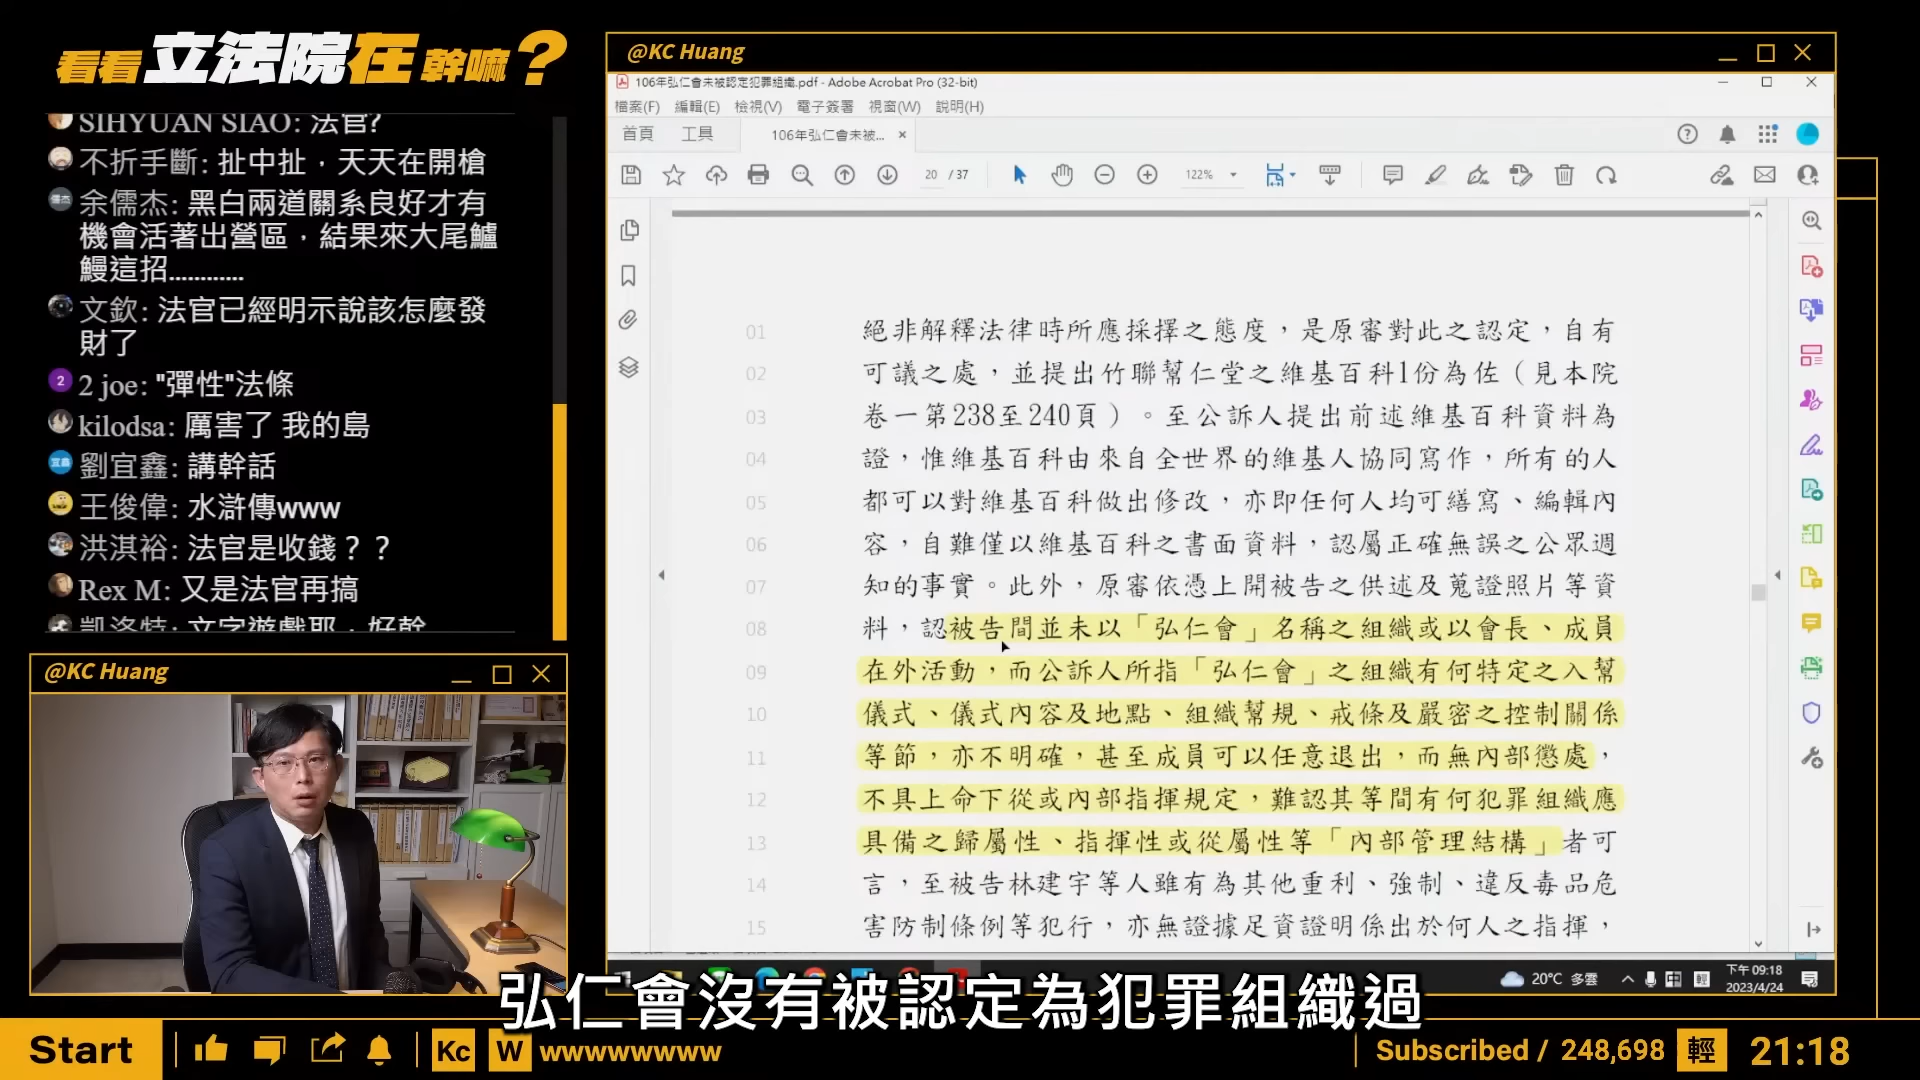 看看立法院在幹嘛?
SIHYUAN SIAO: 法官?
不折手斷: 扯中扯，天天在開槍
余儒杰: 黑白兩道關系良好才有
機會活著出營區，結果來大尾鱸
鰻這招............
文欽: 法官已經明示說該怎麼發
財了
2 joe: "彈性"法條
kilodsa: 厲害了 我的島
劉宜鑫: 講幹話
王俊偉: 水滸傳www
洪淇裕: 法官是收錢？？
Rex M: 又是法官再搞
凱洛特: 文字遊戲耶，好幹
@KC Huang
@KC Huang
106年弘仁會未被認定犯罪組織.pdf - Adobe Acrobat Pro (32-bit)
檔案(F) 編輯(E) 檢視(V) 電子簽署 視窗(W) 說明(H)
首頁 工具 106年弘仁會未被... ×
20 / 37 122%
01 絕非解釋法律時所應採擇之態度，是原審對此之認定，自有
02 可議之處，並提出竹聯幫仁堂之維基百科1份為佐（見本院
03 卷一第238至240頁）。至公訴人提出前述維基百科資料為
04 證，惟維基百科由來自全世界的維基人協同寫作，所有的人
05 都可以對維基百科做出修改，亦即任何人均可繕寫、編輯內
06 容，自難僅以維基百科之書面資料，認屬正確無誤之公眾週
07 知的事實。此外，原審依憑上開被告之供述及蒐證照片等資
08 料，認被告間並未以「弘仁會」名稱之組織或以會長、成員
09 在外活動，而公訴人所指「弘仁會」之組織有何特定之入幫
10 儀式、儀式內容及地點、組織幫規、戒條及嚴密之控制關係
11 等節，亦不明確，甚至成員可以任意退出，而無內部懲處，
12 不具上命下從或內部指揮規定，難認其等間有何犯罪組織應
13 具備之歸屬性、指揮性或從屬性等「內部管理結構」者可
14 言，至被告林建宇等人雖有為其他重利、強制、違反毒品危
15 害防制條例等犯行，亦無證據足資證明係出於何人之指揮，
20°C 多雲 中 輕 下午 09:18
2023/4/24
弘仁會沒有被認定為犯罪組織過
Start Kc W wwwwwwwww Subscribed / 248,698 輕 21:18